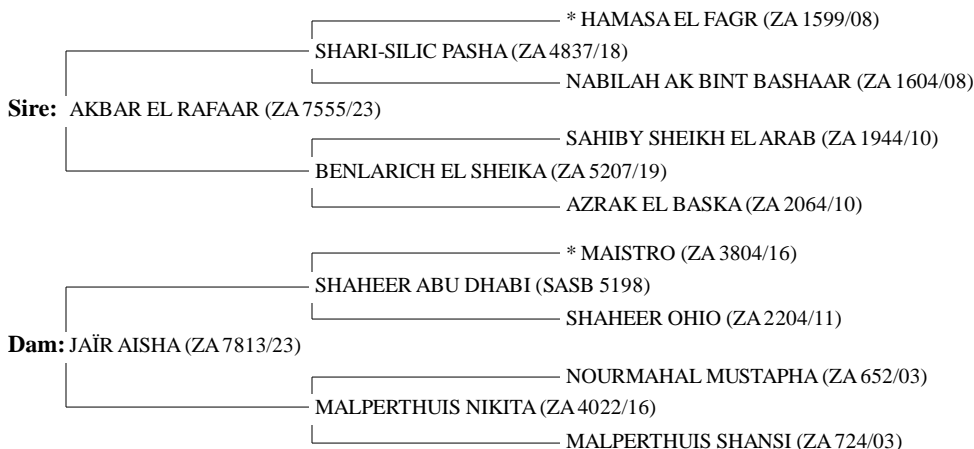 * HAMASA EL FAGR (ZA 1599/08)
SHARI-SILIC PASHA (ZA 4837/18)
NABILAH AK BINT BASHAAR (ZA 1604/08)
Sire: AKBAR EL RAFAAR (ZA 7555/23)
SAHIBY SHEIKH EL ARAB (ZA 1944/10)
BENLARICH EL SHEIKA (ZA 5207/19)
AZRAK EL BASKA (ZA 2064/10)
* MAISTRO (ZA 3804/16)
SHAHEER ABU DHABI (SASB 5198)
SHAHEER OHIO (ZA 2204/11)
Dam: JAÏR AISHA (ZA 7813/23)
NOURMAHAL MUSTAPHA (ZA 652/03)
MALPERTHUIS NIKITA (ZA 4022/16)
MALPERTHUIS SHANSI (ZA 724/03)